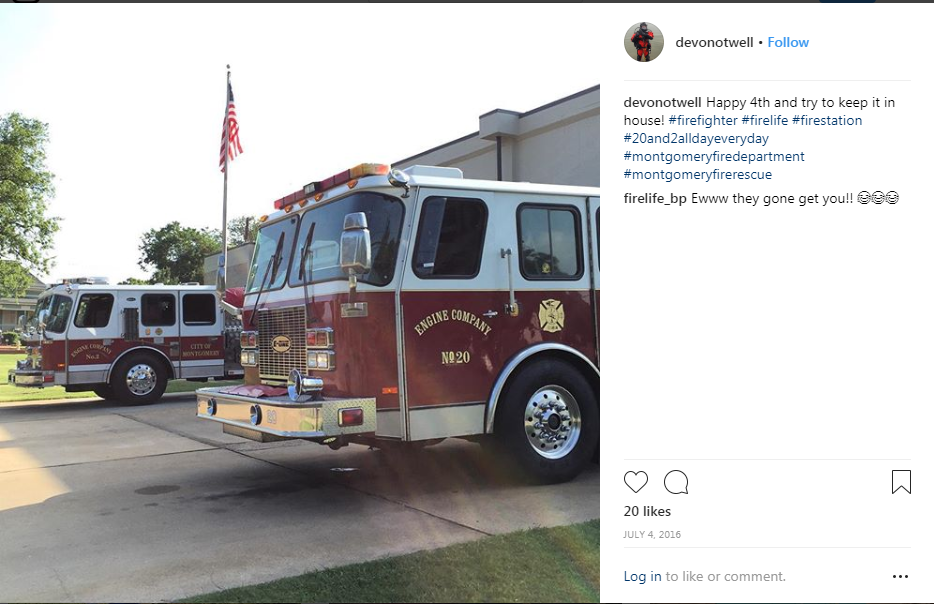 devonotwell • Follow
devonotwell Happy 4th and try to keep it in
house! #firefighter #firelife #firestation
#20and2alldayeveryday
#montgomeryfiredepartment
#montgomeryfirerescue
firelife_bp Ewww they gone get you!! 😂😂😂
ENGINE COMPANY
No 20
E-ONE
ENGINE COMPANY
No.2
CITY OF
MONTGOMERY
20 likes
JULY 4, 2016
Log in to like or comment.